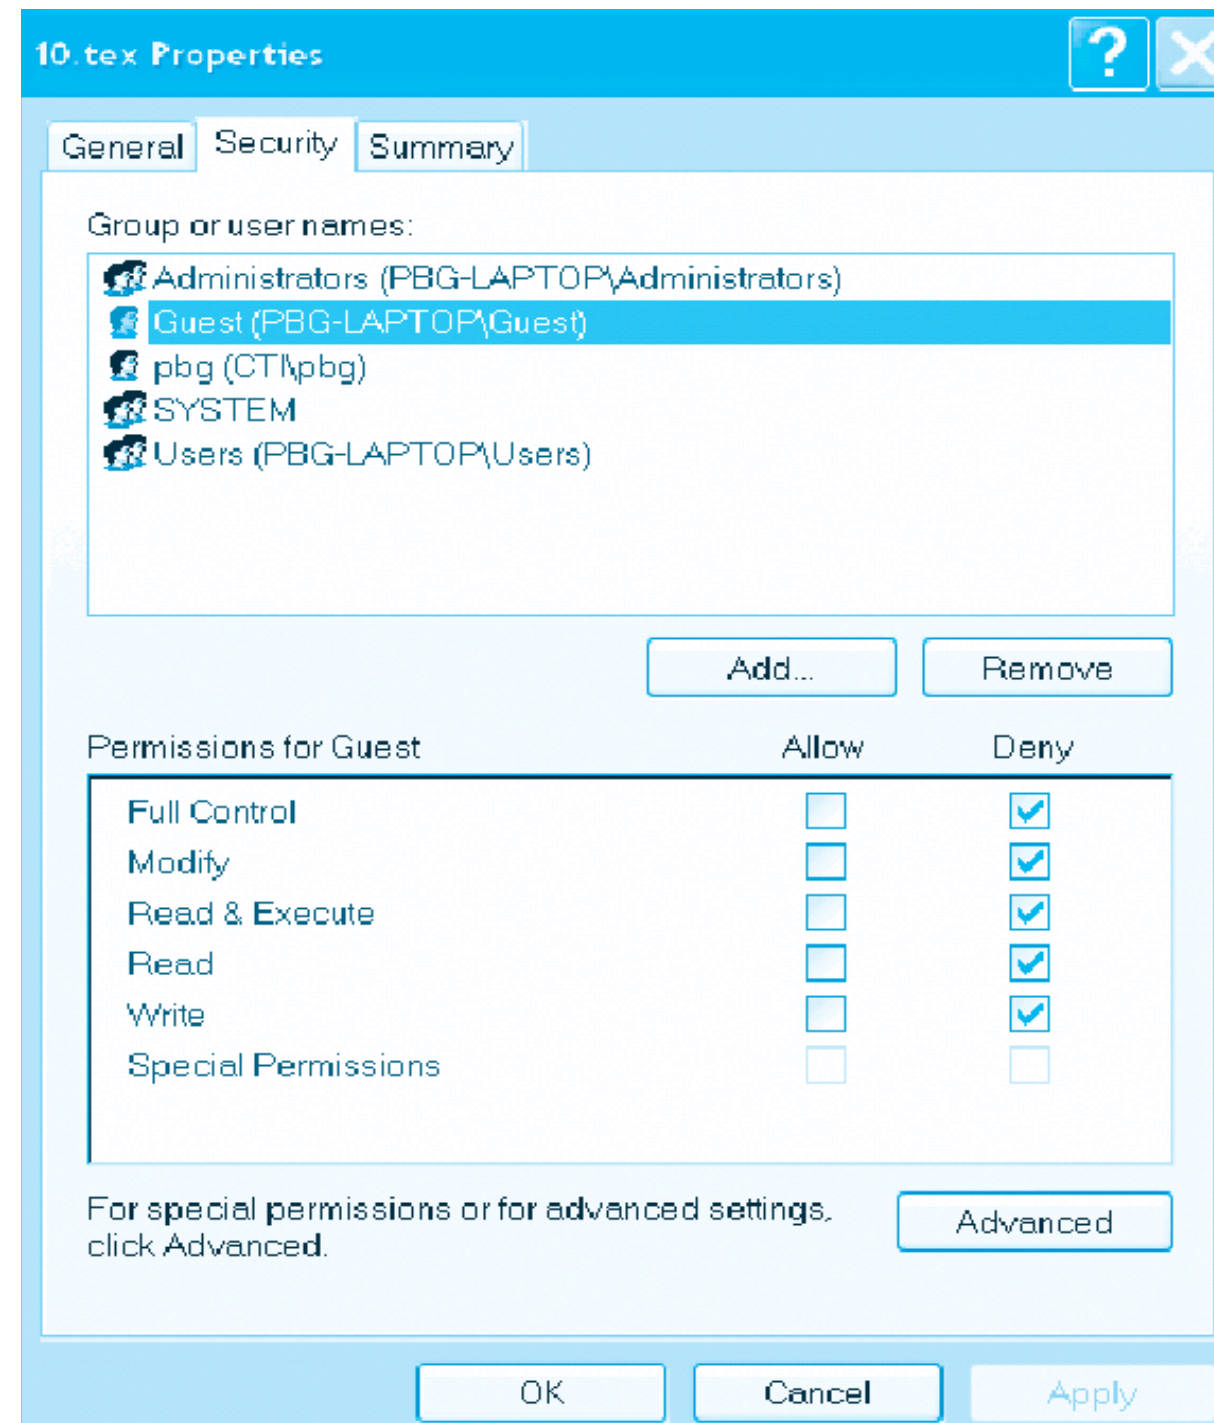 10.tex Properties
?
General Security Summary
Group or user names:
Administrators (PBG-LAPTOP\Administrators)
Guest (PBG-LAPTOP\Guest)
pbg (CTI\pbg)
SYSTEM
Users (PBG-LAPTOP\Users)
Add... Remove
Permissions for Guest Allow Deny
Full Control
Modify
Read & Execute
Read
Write
Special Permissions
For special permissions or for advanced settings,
click Advanced.
Advanced
OK Cancel Apply